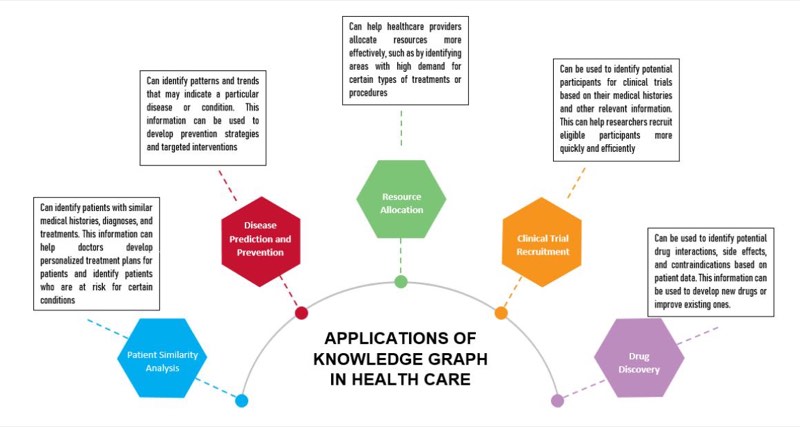 Can help healthcare providers
allocate resources more
effectively, such as by identifying
areas with high demand for
certain types of treatments or
procedures
Can identify patterns and trends
that may indicate a particular
disease or condition. This
information can be used to
develop prevention strategies
and targeted interventions
Can be used to identify potential
participants for clinical trials
based on their medical histories
and other relevant information.
This can help researchers recruit
eligible participants more
quickly and efficiently
Can identify patients with similar
medical histories, diagnoses, and
treatments. This information can
help doctors develop
personalized treatment plans for
patients and identify patients
who are at risk for certain
conditions
Can be used to identify potential
drug interactions, side effects,
and contraindications based on
patient data. This information can
be used to develop new drugs or
improve existing ones.
Resource
Allocation
Disease
Prediction and
Prevention
Clinical Trial
Recruitment
Patient Similarity
Analysis
Drug
Discovery
APPLICATIONS OF
KNOWLEDGE GRAPH
IN HEALTH CARE